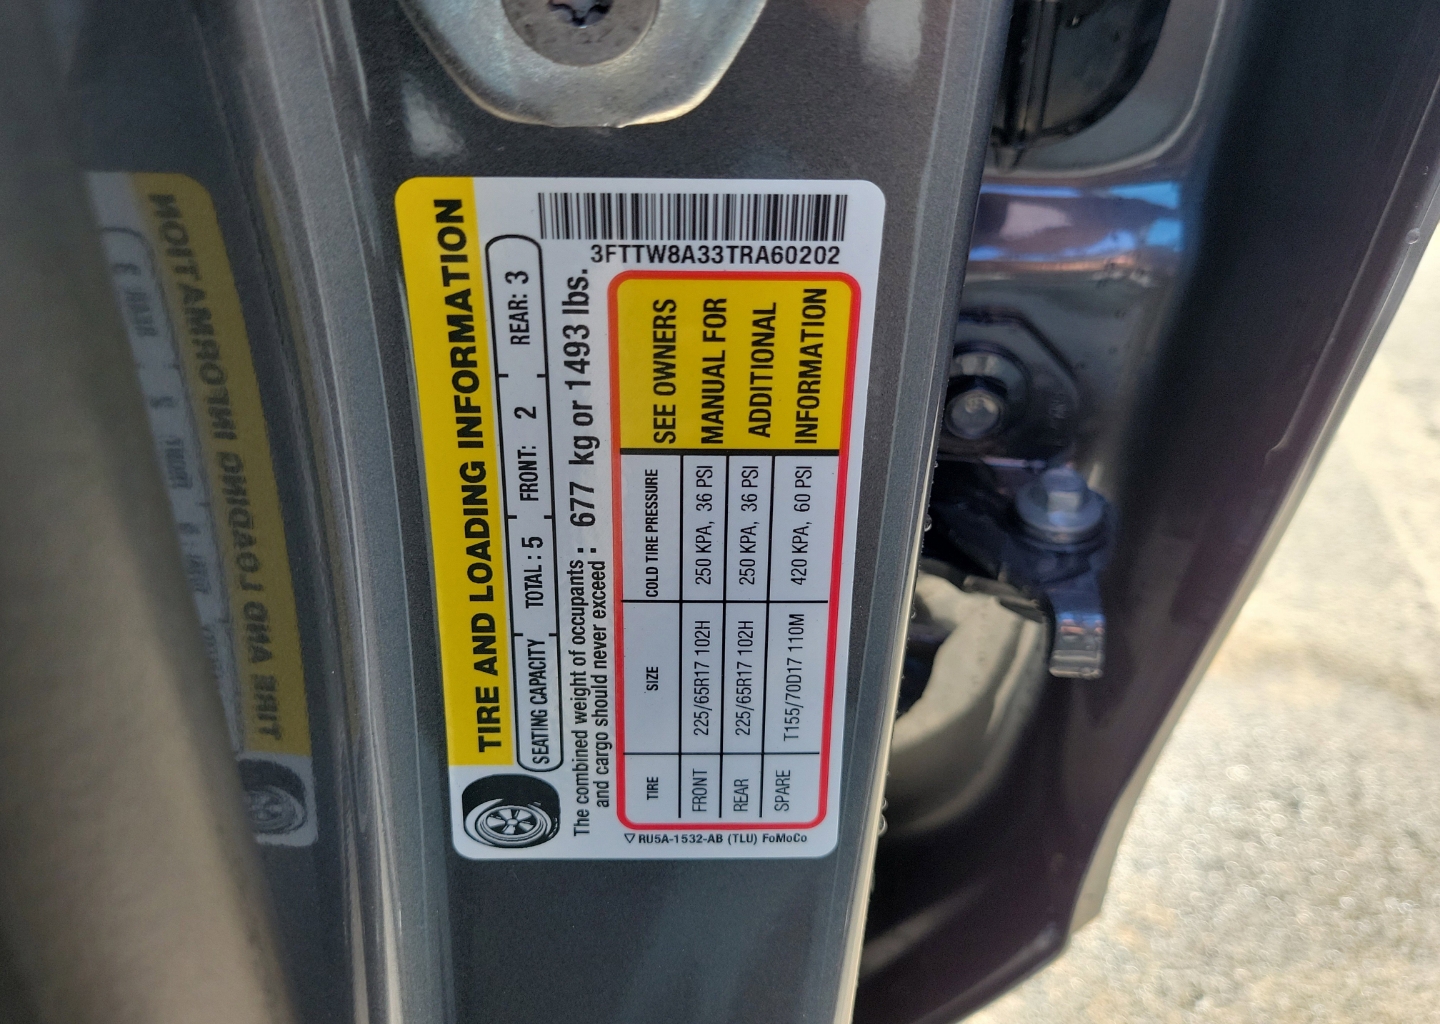 TIRE AND LOADING INFORMATION
SEATING CAPACITY TOTAL : 5 FRONT: 2 REAR: 3
The combined weight of occupants
and cargo should never exceed : 677 kg or 1493 lbs.
3FTTW8A33TRA60202
TIRE SIZE COLD TIRE PRESSURE
FRONT 225/65R17 102H 250 KPA, 36 PSI
REAR 225/65R17 102H 250 KPA, 36 PSI
SPARE T155/70D17 110M 420 KPA, 60 PSI
SEE OWNERS
MANUAL FOR
ADDITIONAL
INFORMATION
RU5A-1532-AB (TLU) FoMoCo